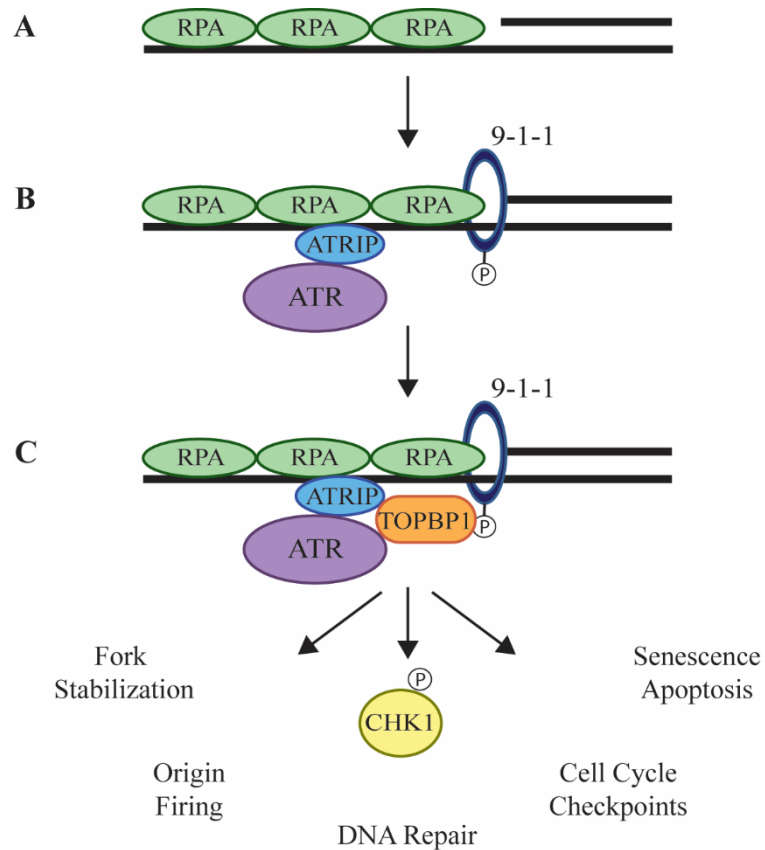 A
RPA RPA RPA
9-1-1
B
RPA RPA RPA
ATRIP
P
ATR
9-1-1
C
RPA RPA RPA
ATRIP
TOPBP1 P
ATR
Fork
Stabilization
Senescence
Apoptosis
P
CHK1
Origin
Firing
Cell Cycle
Checkpoints
DNA Repair